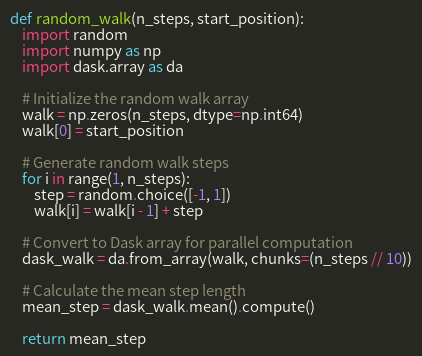 def random_walk(n_steps, start_position):
    import random
    import numpy as np
    import dask.array as da

    # Initialize the random walk array
    walk = np.zeros(n_steps, dtype=np.int64)
    walk[0] = start_position

    # Generate random walk steps
    for i in range(1, n_steps):
        step = random.choice([-1, 1])
        walk[i] = walk[i - 1] + step

    # Convert to Dask array for parallel computation
    dask_walk = da.from_array(walk, chunks=(n_steps // 10))

    # Calculate the mean step length
    mean_step = dask_walk.mean().compute()

    return mean_step